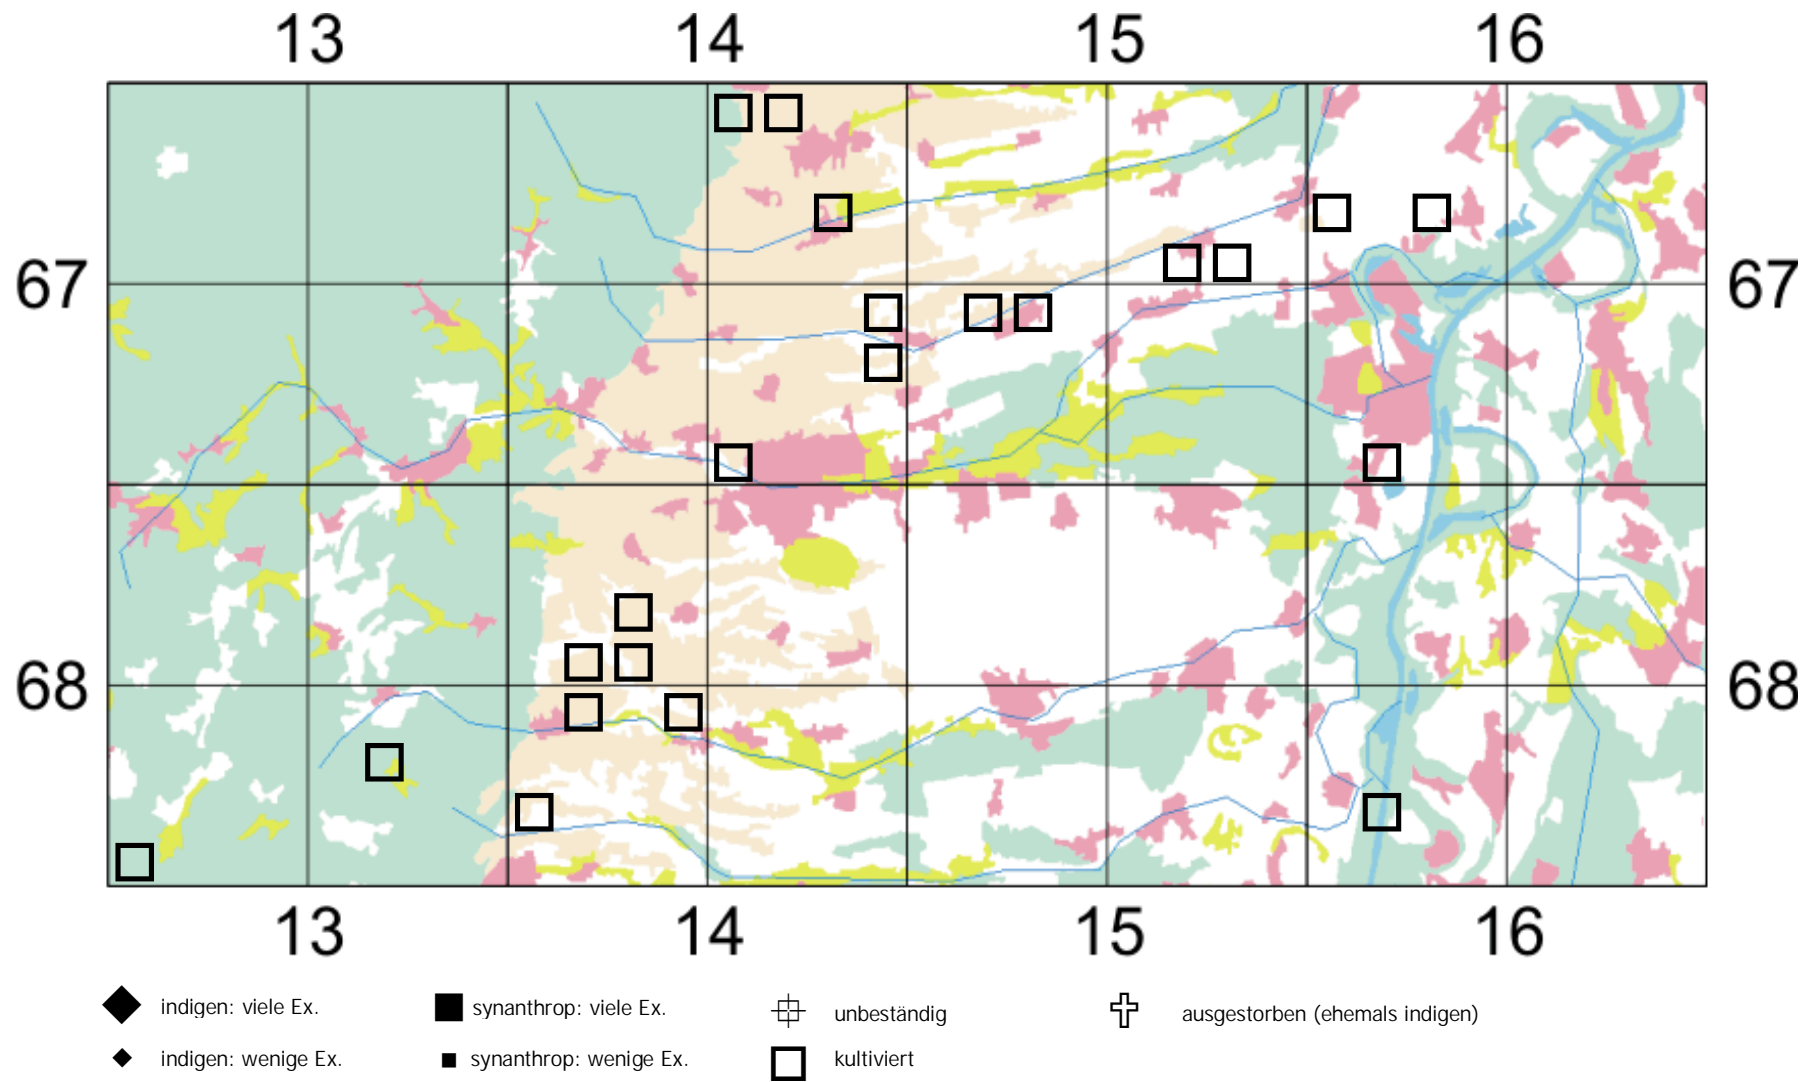 13 14 15 16
67 67
68 68
13 14 15 16
indigen: viele Ex. synanthrop: viele Ex. unbeständig ausgestorben (ehemals indigen)
indigen: wenige Ex. synanthrop: wenige Ex. kultiviert